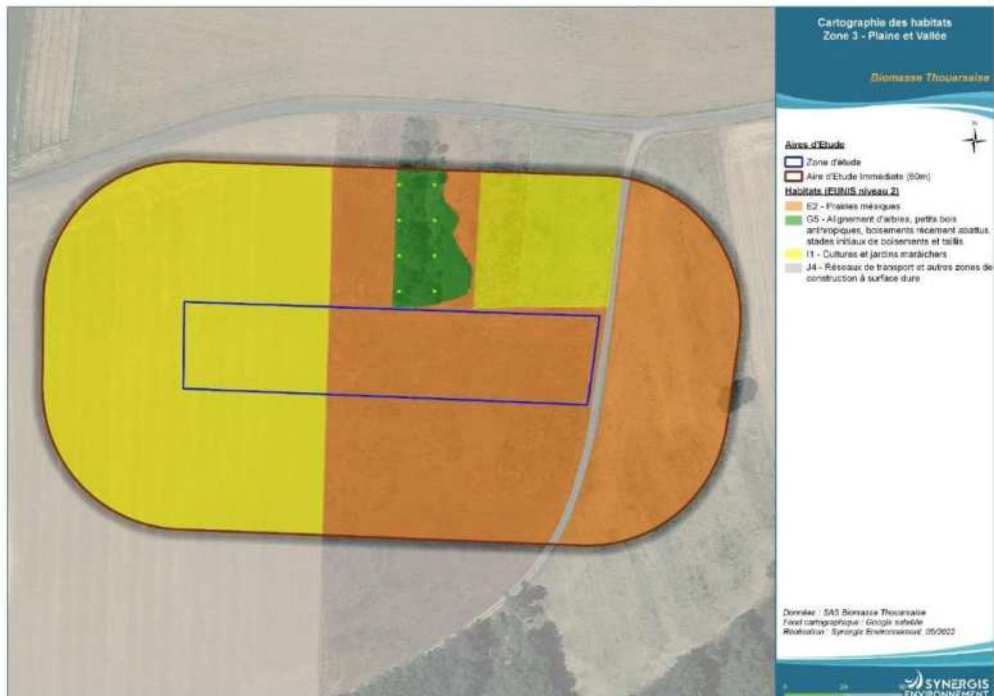 Cartographie des habitats
Zone 3 - Plaine et Vallée
Biomasse Thouarsaise
N
Aires d'Etude
Zone d'étude
Aire d'Etude Immédiate (60m)
Habitats (EUNIS niveau 2)
E2 - Prairies mésiques
G5 - Alignement d'arbres, petits bois
anthropiques, boisements récement abattus,
stades initiaux de boisements et taillis
I1 - Cultures et jardins maraîchers
J4 - Réseaux de transport et autres zones de
construction à surface dure
Données : SAS Biomasse Thouarsaise
Fond cartographique : Google satellite
Réalisation : Synergis Environnement, 05/2022
SYNERGIS
ENVIRONNEMENT